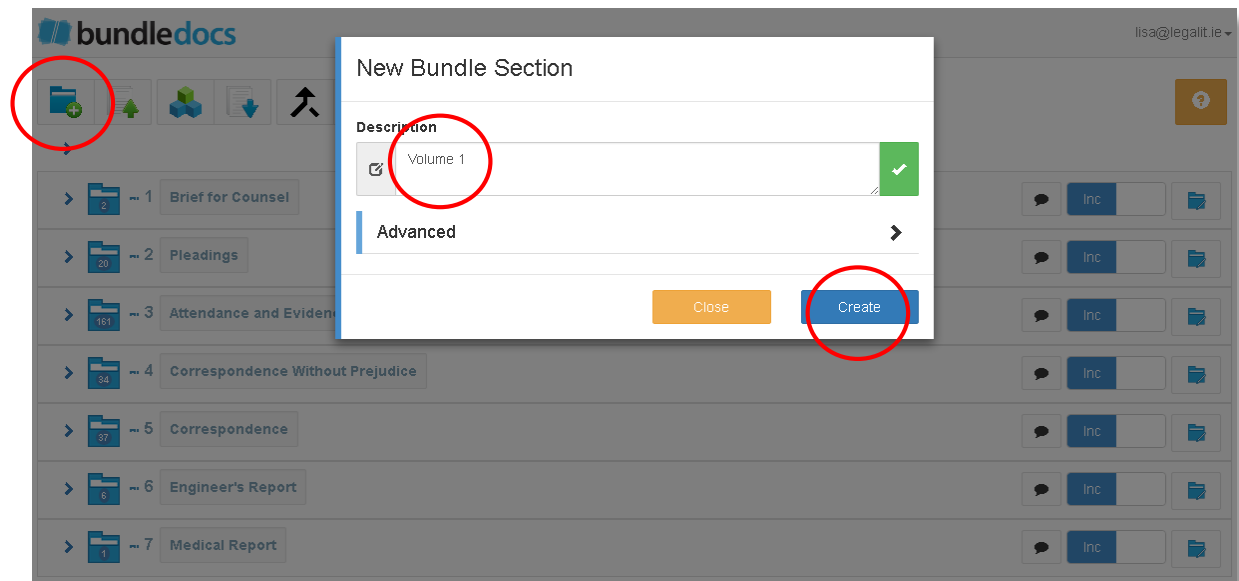 bundledocs
lisa@legalit.ie
New Bundle Section
Description
Volume 1
Advanced
Close
Create
2
1
Brief for Counsel
Inc
20
2
Pleadings
Inc
161
3
Attendance and Eviden
Inc
34
4
Correspondence Without Prejudice
Inc
37
5
Correspondence
Inc
6
6
Engineer's Report
Inc
1
7
Medical Report
Inc